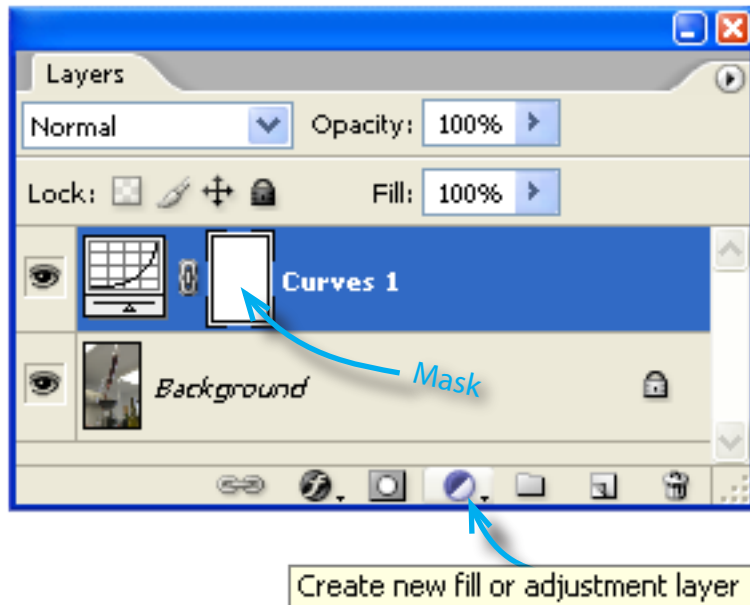 Layers
Normal Opacity: 100%
Lock: Fill: 100%
Curves 1
Mask
Background
Create new fill or adjustment layer